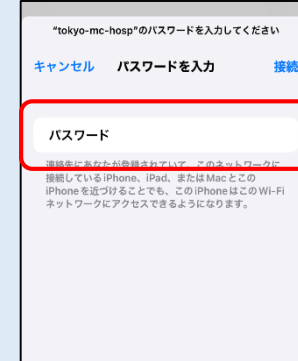 "tokyo-mc-hosp"のパスワードを入力してください
キャンセル パスワードを入力 接続
パスワード
連絡先にあなたが登録されていて、このネットワークに
接続しているiPhone、iPad、またはMacとこの
iPhoneを近づけることでも、このiPhoneはこのWi-Fi
ネットワークにアクセスできるようになります。